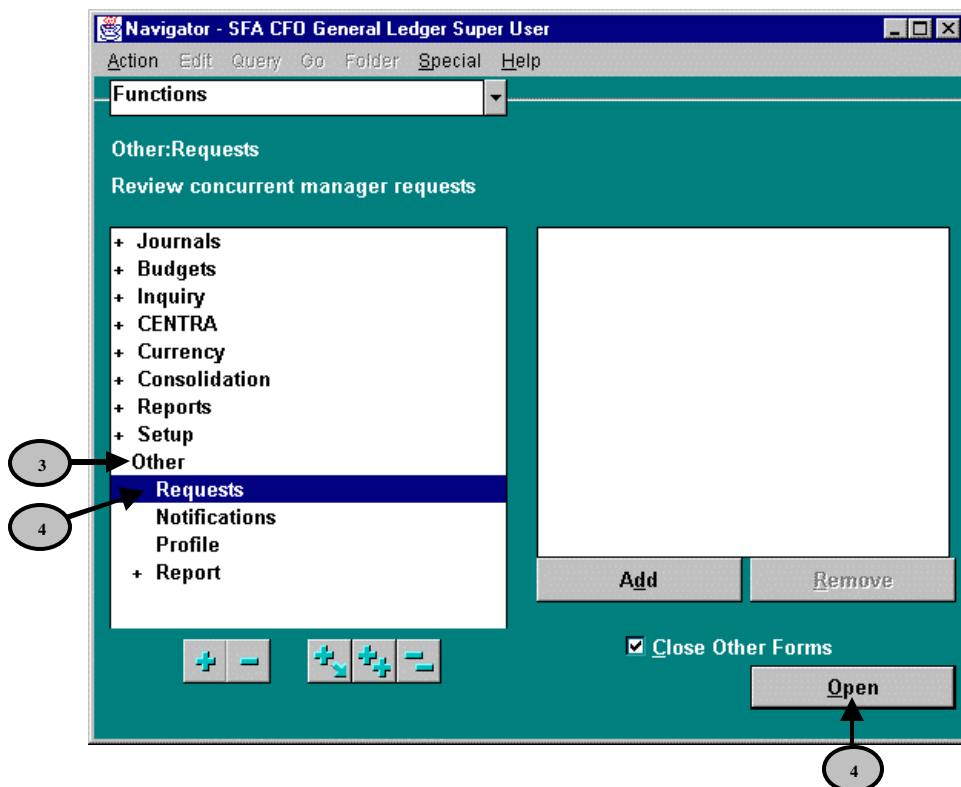 Navigator - SFA CFO General Ledger Super User
Action Edit Query Go Folder Special Help
Functions
Other:Requests
Review concurrent manager requests
+ Journals
+ Budgets
+ Inquiry
+ CENTRA
+ Currency
+ Consolidation
+ Reports
+ Setup
3
Other
Requests
4
Notifications
Profile
+ Report
Add
Remove
Close Other Forms
Open
4